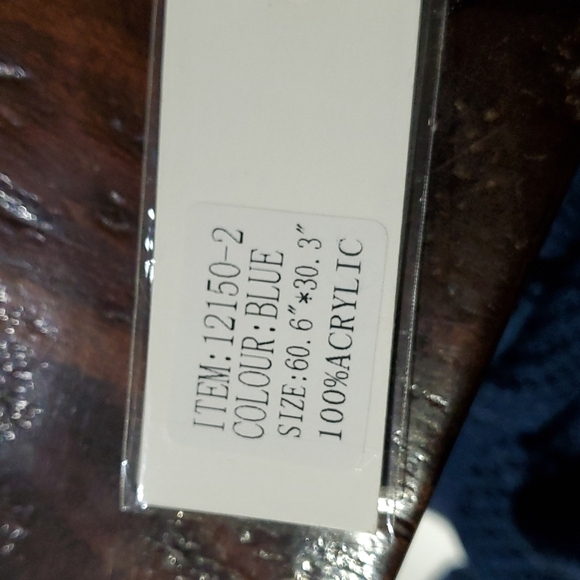 ITEM:12150-2
COLOUR:BLUE
SIZE:60.6"*30.3"
100%ACRYLIC